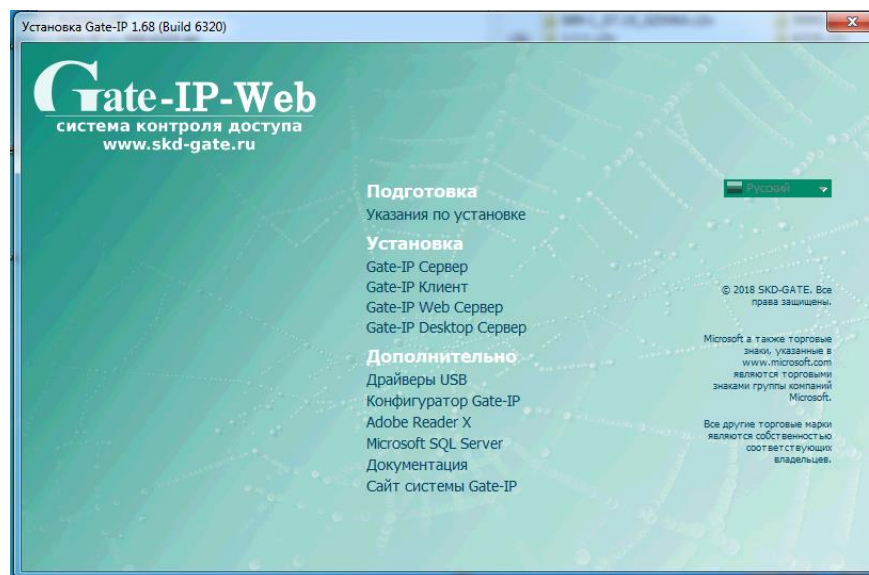 Установка Gate-IP 1.68 (Build 6320)
Gate-IP-Web
система контроля доступа
www.skd-gate.ru
Подготовка
Указания по установке
Установка
Gate-IP Сервер
Gate-IP Клиент
Gate-IP Web Сервер
Gate-IP Desktop Сервер
Дополнительно
Драйверы USB
Конфигуратор Gate-IP
Adobe Reader X
Microsoft SQL Server
Документация
Сайт системы Gate-IP
Русский
© 2018 SKD-GATE. Все
права защищены.
Microsoft а также торговые
знаки, указанные в
www.microsoft.com
являются торговыми
знаками группы компаний
Microsoft.
Все другие торговые марки
являются собственностью
соответствующих
владельцев.